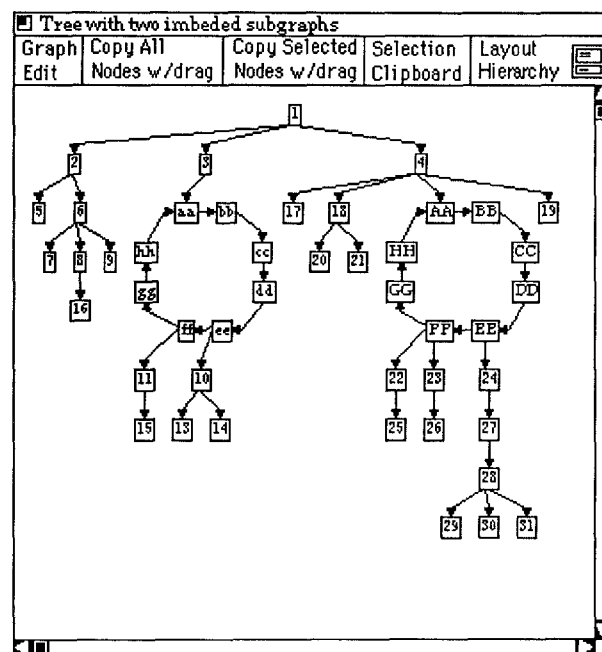 Tree with two imbeded subgraphs
Graph Copy All Copy Selected Selection Layout
Edit Nodes w/drag Nodes w/drag Clipboard Hierarchy
1
2 3 4
5 6 aa bb 17 18 AA BB 19
7 8 9 hh cc 20 21 HH CC
16 gg dd GG DD
ff ee FF EE
11 10 22 23 24
15 13 14 25 26 27
28
29 30 31